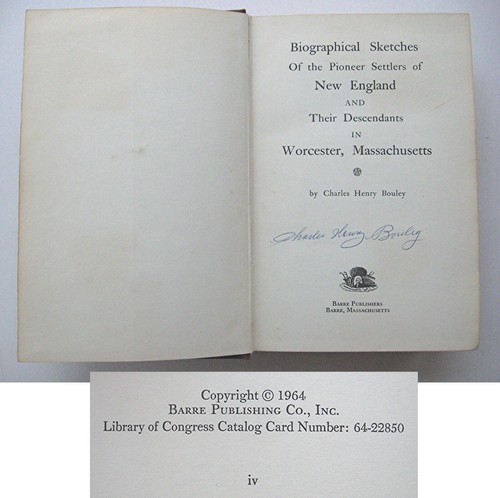 Biographical Sketches
Of the Pioneer Settlers of
New England
AND
Their Descendants
IN
Worcester, Massachusetts
by Charles Henry Bouley
Charles Henry Bouley
BARRE PUBLISHERS
BARRE, MASSACHUSETTS
Copyright © 1964
BARRE PUBLISHING CO., INC.
Library of Congress Catalog Card Number: 64-22850
iv